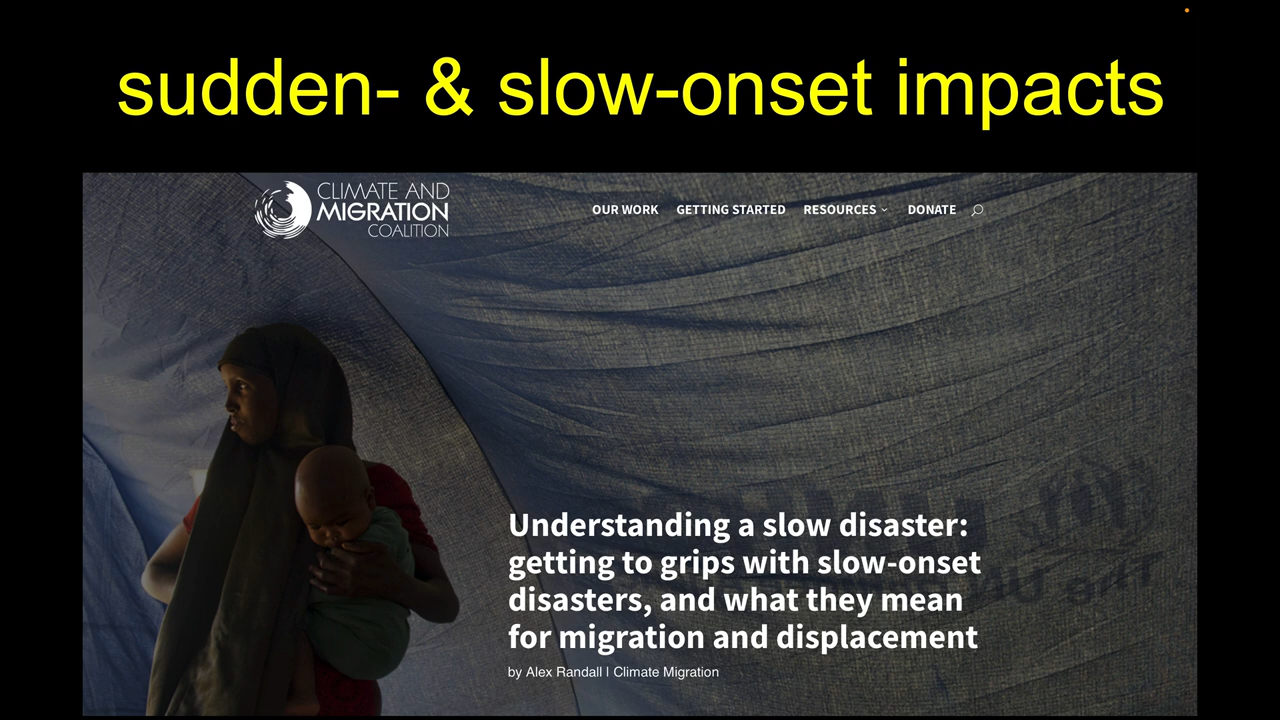 sudden- & slow-onset impacts
CLIMATE AND
MIGRATION
COALITION
OUR WORK GETTING STARTED RESOURCES DONATE
Understanding a slow disaster:
getting to grips with slow-onset
disasters, and what they mean
for migration and displacement
by Alex Randall | Climate Migration